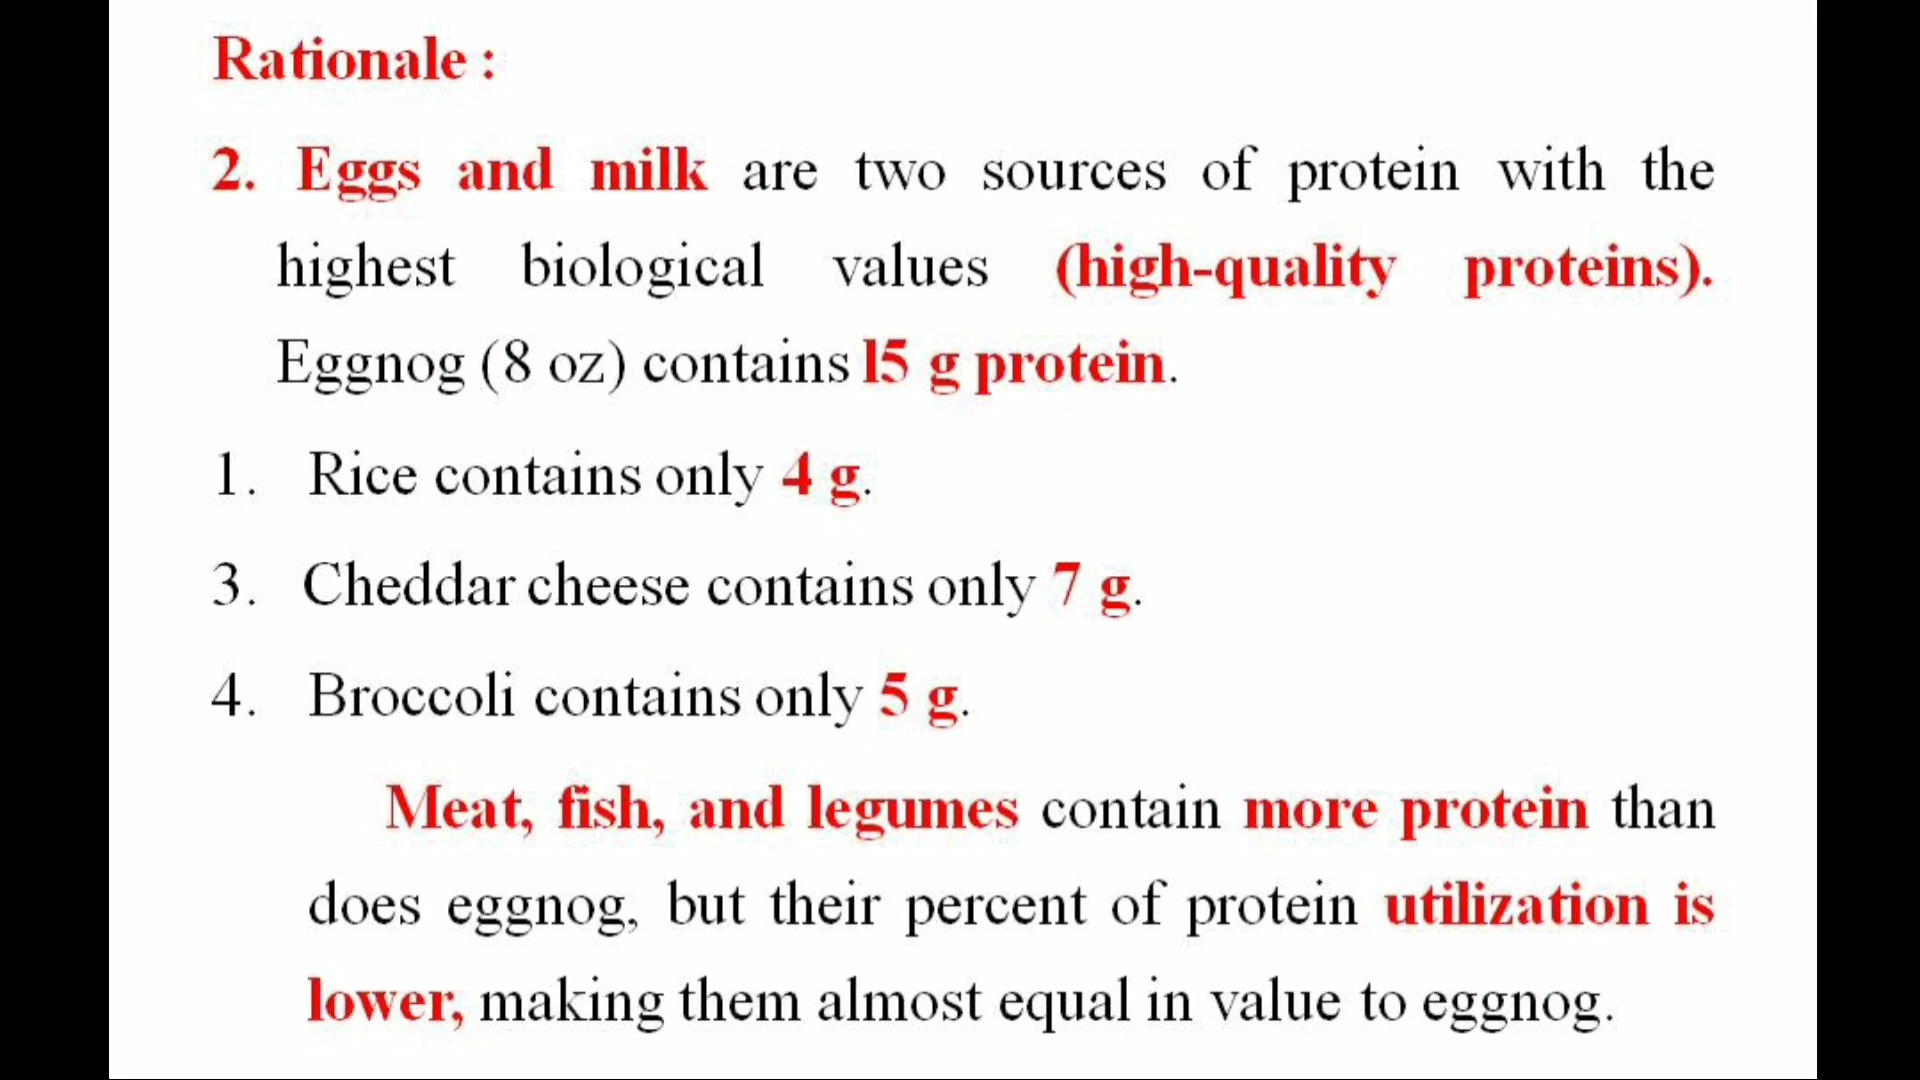 Rationale :
2. Eggs and milk are two sources of protein with the
highest biological values (high-quality proteins).
Eggnog (8 oz) contains l5 g protein.
1. Rice contains only 4 g.
3. Cheddar cheese contains only 7 g.
4. Broccoli contains only 5 g.
Meat, fish, and legumes contain more protein than
does eggnog, but their percent of protein utilization is
lower, making them almost equal in value to eggnog.